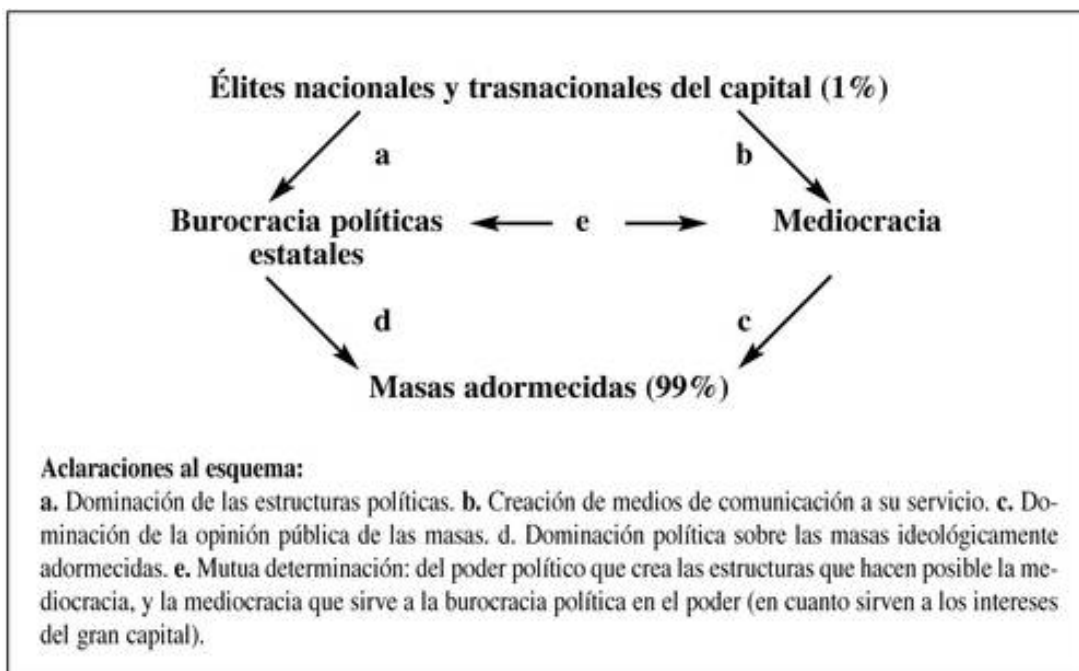 Élites nacionales y trasnacionales del capital (1%)
a
b
Burocracia políticas
estatales
e
Mediocracia
d
c
Masas adormecidas (99%)
Aclaraciones al esquema:
a. Dominación de las estructuras políticas. b. Creación de medios de comunicación a su servicio. c. Do-
minación de la opinión pública de las masas. d. Dominación política sobre las masas ideológicamente
adormecidas. e. Mutua determinación: del poder político que crea las estructuras que hacen posible la me-
diocracia, y la mediocracia que sirve a la burocracia política en el poder (en cuanto sirven a los intereses
del gran capital).